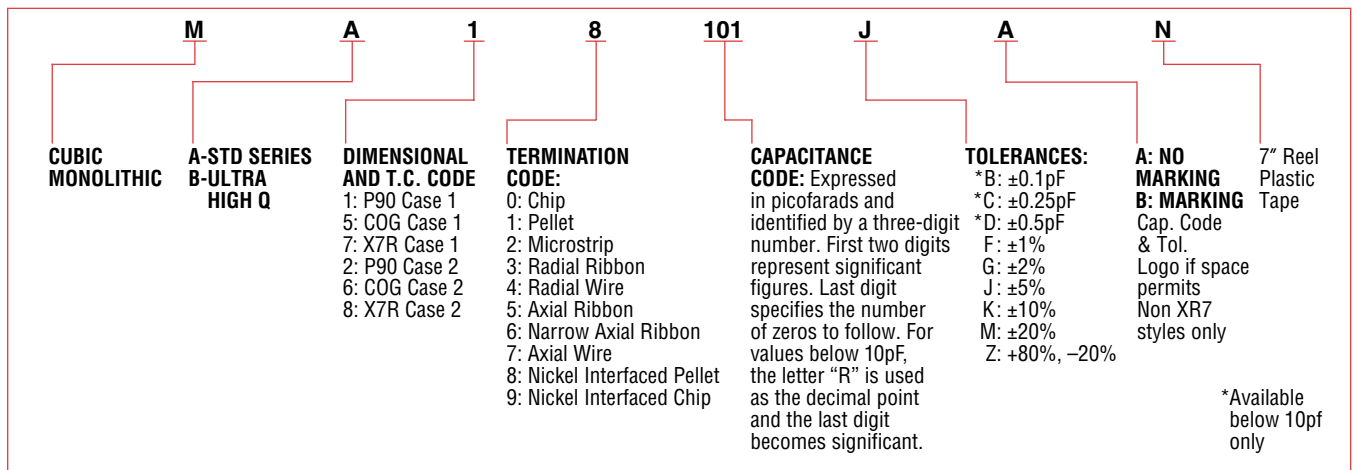 M A 1 8 101 J A N
CUBIC
MONOLITHIC
A-STD SERIES
B-ULTRA
HIGH Q
DIMENSIONAL
AND T.C. CODE
1: P90 Case 1
5: COG Case 1
7: X7R Case 1
2: P90 Case 2
6: COG Case 2
8: X7R Case 2
TERMINATION
CODE:
0: Chip
1: Pellet
2: Microstrip
3: Radial Ribbon
4: Radial Wire
5: Axial Ribbon
6: Narrow Axial Ribbon
7: Axial Wire
8: Nickel Interfaced Pellet
9: Nickel Interfaced Chip
CAPACITANCE
CODE: Expressed
in picofarads and
identified by a three-digit
number. First two digits
represent significant
figures. Last digit
specifies the number
of zeros to follow. For
values below 10pF,
the letter “R” is used
as the decimal point
and the last digit
becomes significant.
TOLERANCES:
*B: ±0.1pF
*C: ±0.25pF
*D: ±0.5pF
F: ±1%
G: ±2%
J: ±5%
K: ±10%
M: ±20%
Z: +80%, –20%
A: NO
MARKING
B: MARKING
Cap. Code
& Tol.
Logo if space
permits
Non XR7
styles only
7″ Reel
Plastic
Tape
*Available
below 10pf
only